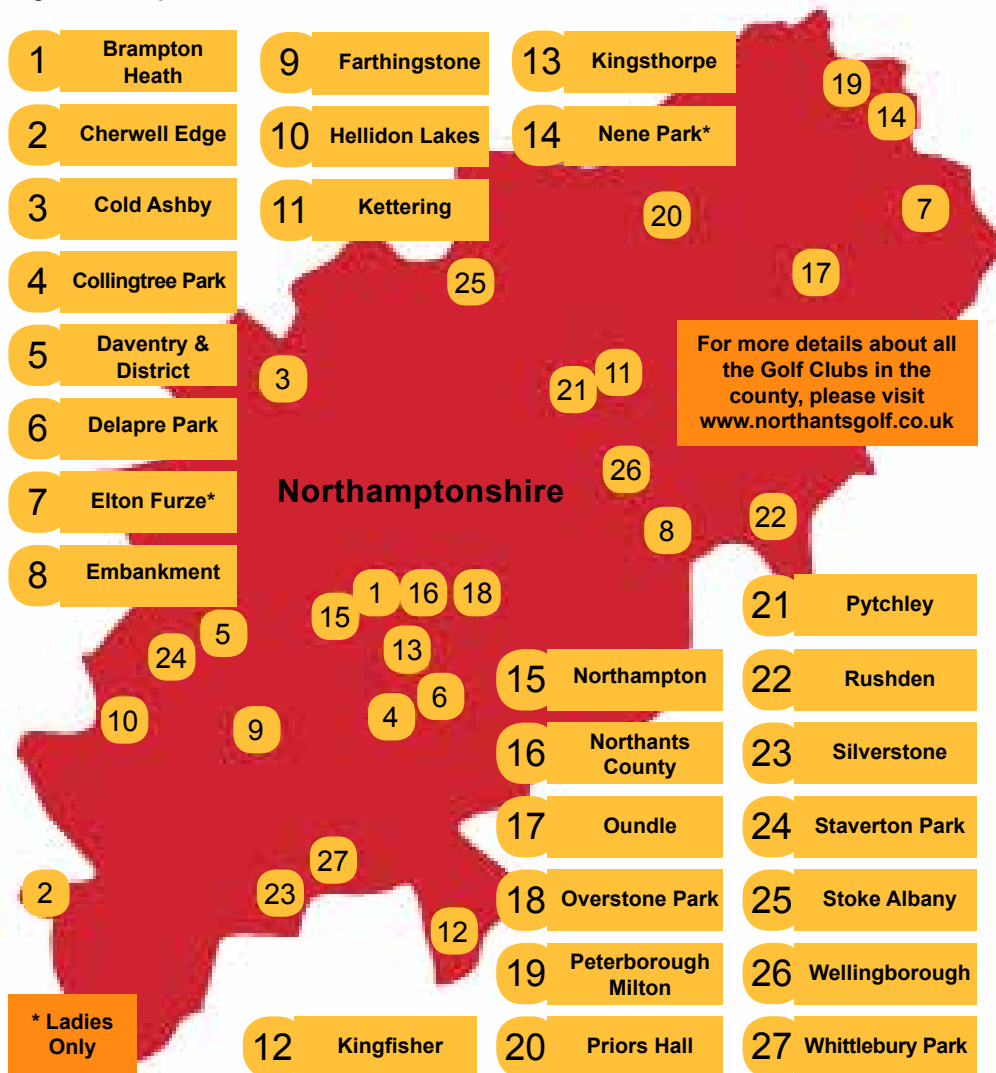 1 Brampton
Heath
2 Cherwell Edge
3 Cold Ashby
4 Collingtree Park
5 Daventry &
District
6 Delapre Park
7 Elton Furze*
8 Embankment
9 Farthingstone
10 Hellidon Lakes
11 Kettering
13 Kingsthorpe
14 Nene Park*
19
14
20
7
25
17
3
21
11
For more details about all
the Golf Clubs in the
county, please visit
www.northantsgolf.co.uk
26
Northamptonshire
8
22
1
16
18
15
5
13
24
6
10
4
9
27
2
23
12
15 Northampton
16 Northants
County
17 Oundle
18 Overstone Park
19 Peterborough
Milton
20 Priors Hall
21 Pytchley
22 Rushden
23 Silverstone
24 Staverton Park
25 Stoke Albany
26 Wellingborough
27 Whittlebury Park
* Ladies
Only
12 Kingfisher